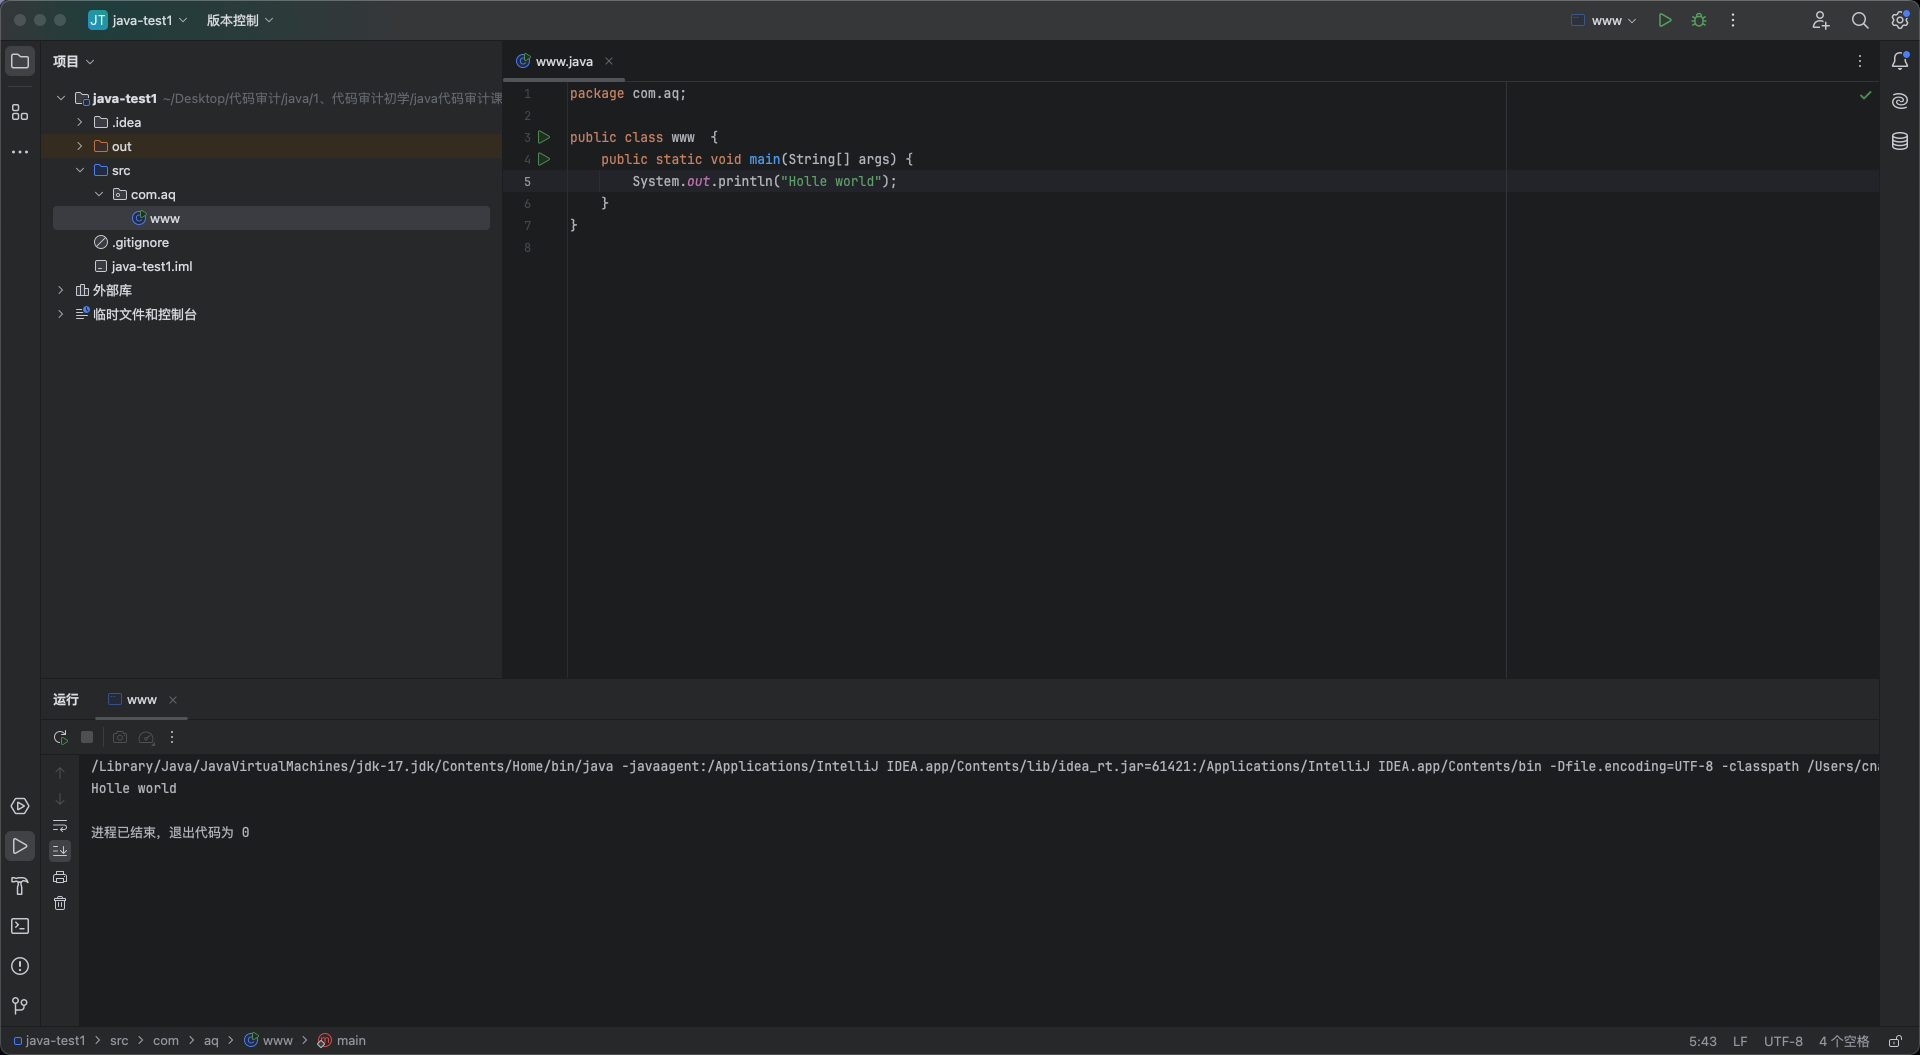 JT java-test1 版本控制 www
项目
www.java
java-test1 ~/Desktop/代码审计/java/1、代码审计初学/java代码审计课
.idea
out
src
com.aq
www
.gitignore
java-test1.iml
外部库
临时文件和控制台
1 package com.aq;
2
3 public class www  {
4     public static void main(String[] args) {
5         System.out.println("Holle world");
6     }
7 }
8
运行 www
/Library/Java/JavaVirtualMachines/jdk-17.jdk/Contents/Home/bin/java -javaagent:/Applications/IntelliJ IDEA.app/Contents/lib/idea_rt.jar=61421:/Applications/IntelliJ IDEA.app/Contents/bin -Dfile.encoding=UTF-8 -classpath /Users/cn
Holle world
进程已结束，退出代码为 0
java-test1 > src > com > aq > www > main
5:43 LF UTF-8 4 个空格